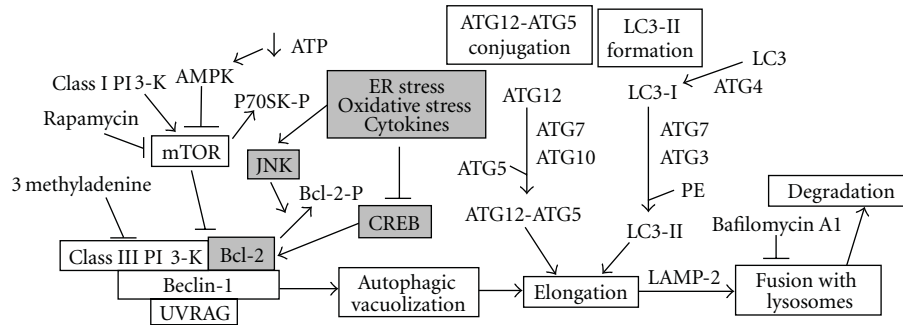 ATG12-ATG5
conjugation
LC3-II
formation
ATP
LC3
Class I PI 3-K
AMPK
ER stress
Oxidative stress
Cytokines
ATG4
P70SK-P
ATG12
LC3-I
Rapamycin
mTOR
ATG7
ATG10
ATG7
ATG3
JNK
ATG5
3 methyladenine
Bcl-2-P
PE
Degradation
CREB
ATG12-ATG5
LC3-II
Bafilomycin A1
Class III PI 3-K
Bcl-2
Beclin-1
UVRAG
Autophagic
vacuolization
Elongation
LAMP-2
Fusion with
lysosomes